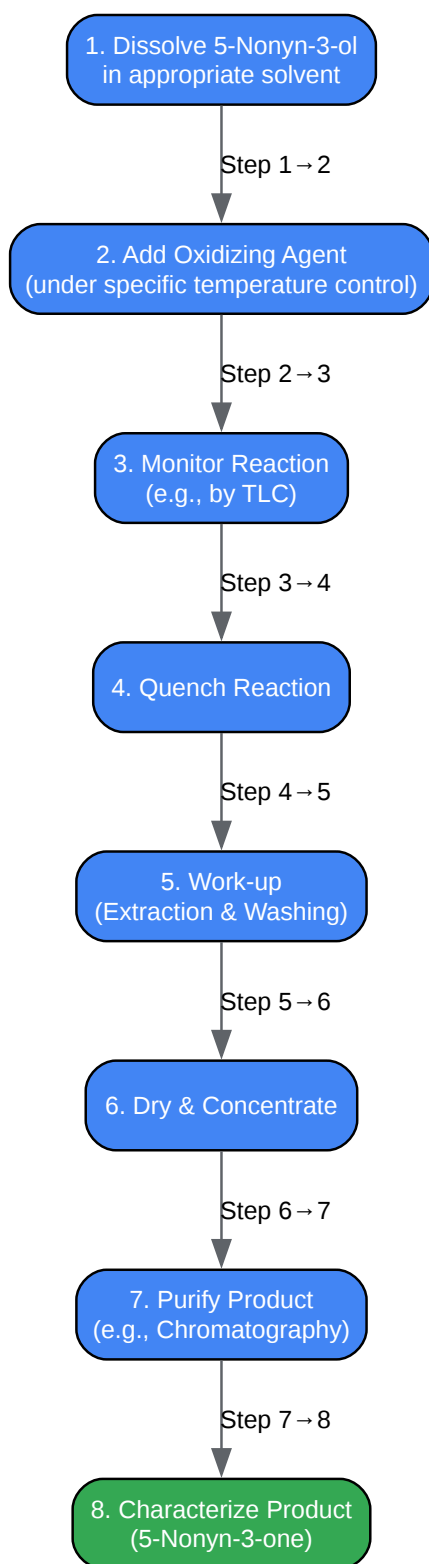 1. Dissolve 5-Nonyn-3-ol
in appropriate solvent
Step 1→2
2. Add Oxidizing Agent
(under specific temperature control)
Step 2→3
3. Monitor Reaction
(e.g., by TLC)
Step 3→4
4. Quench Reaction
Step 4→5
5. Work-up
(Extraction & Washing)
Step 5→6
6. Dry & Concentrate
Step 6→7
7. Purify Product
(e.g., Chromatography)
Step 7→8
8. Characterize Product
(5-Nonyn-3-one)